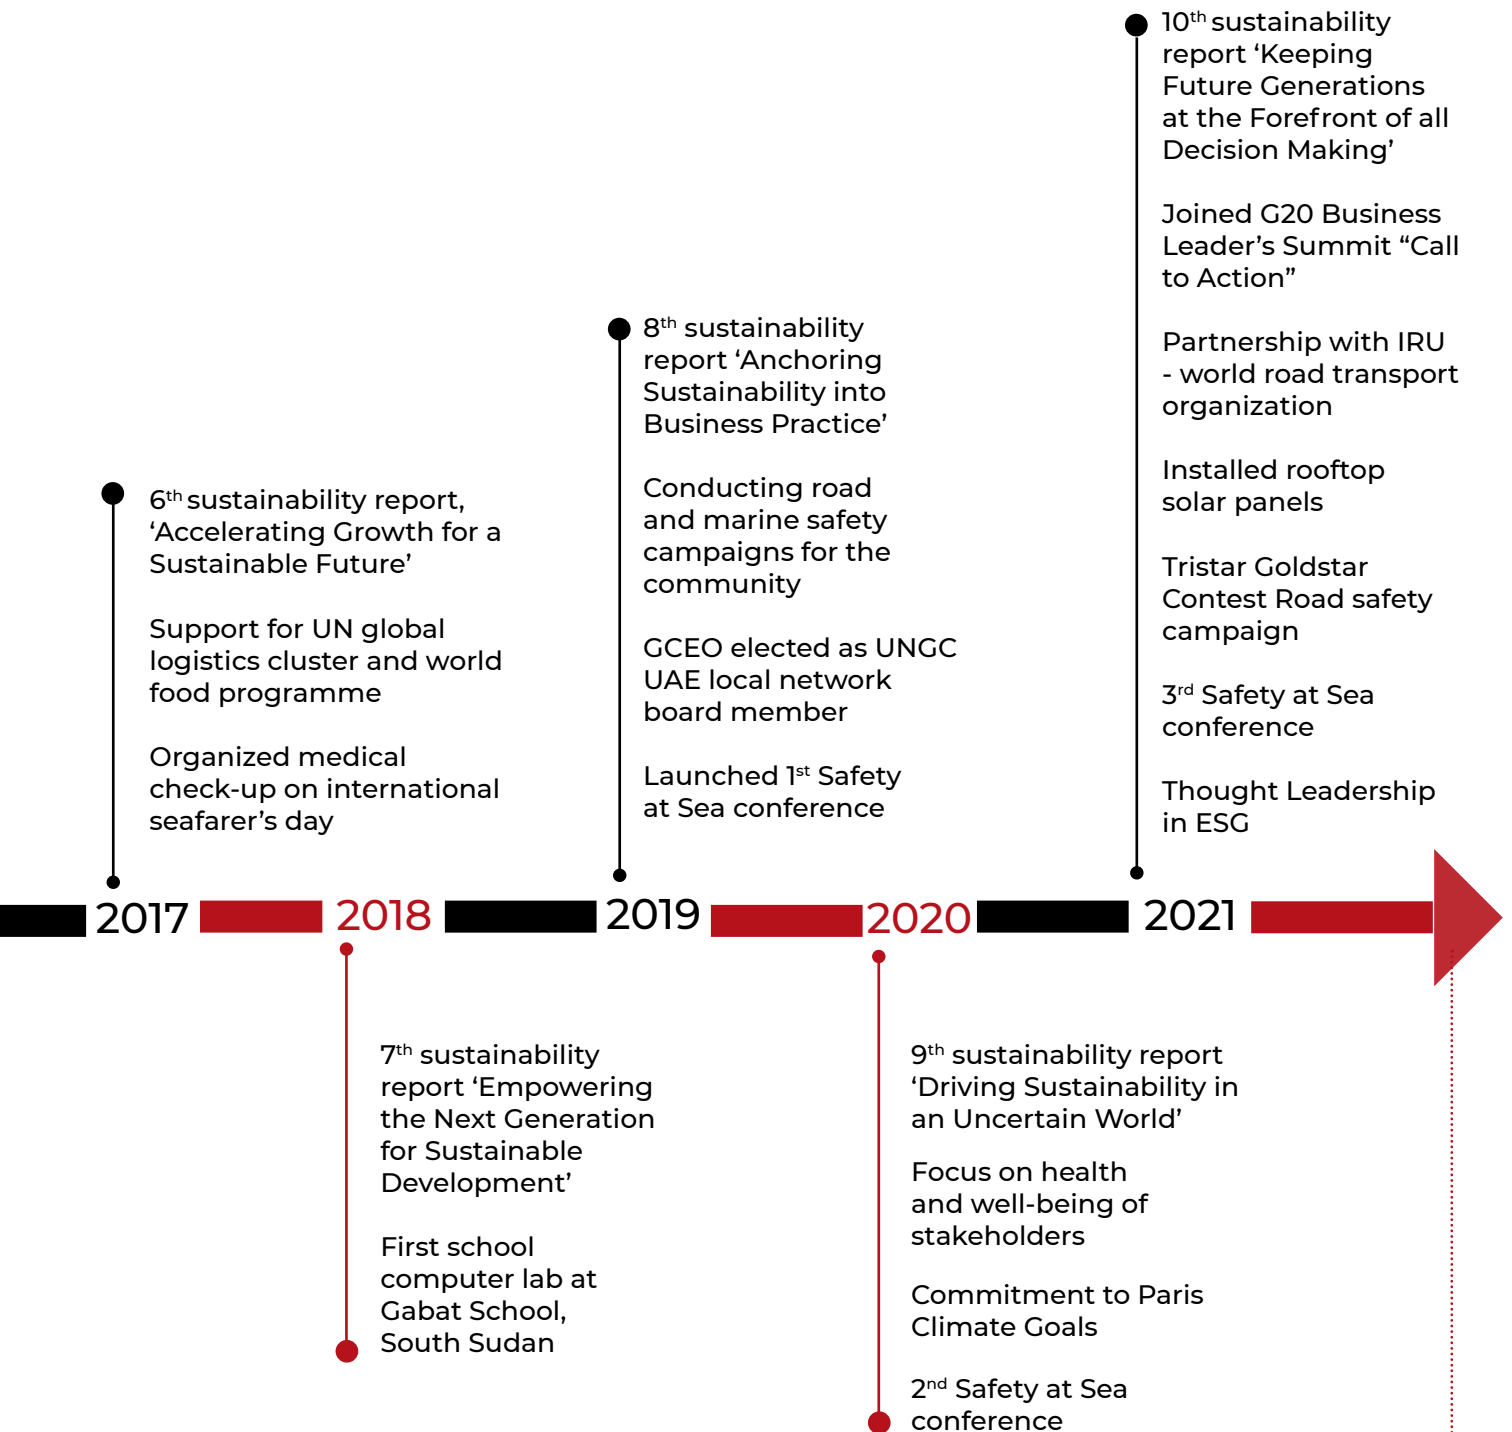 10th sustainability
report ‘Keeping
Future Generations
at the Forefront of all
Decision Making’
Joined G20 Business
Leader’s Summit “Call
to Action”
Partnership with IRU
- world road transport
organization
Installed rooftop
solar panels
Tristar Goldstar
Contest Road safety
campaign
3rd Safety at Sea
conference
Thought Leadership
in ESG
8th sustainability
report ‘Anchoring
Sustainability into
Business Practice’
Conducting road
and marine safety
campaigns for the
community
GCEO elected as UNGC
UAE local network
board member
Launched 1st Safety
at Sea conference
6th sustainability report,
‘Accelerating Growth for a
Sustainable Future’
Support for UN global
logistics cluster and world
food programme
Organized medical
check-up on international
seafarer’s day
2017
2018
2019
2020
2021
7th sustainability
report ‘Empowering
the Next Generation
for Sustainable
Development’
First school
computer lab at
Gabat School,
South Sudan
9th sustainability report
‘Driving Sustainability in
an Uncertain World’
Focus on health
and well-being of
stakeholders
Commitment to Paris
Climate Goals
2nd Safety at Sea
conference